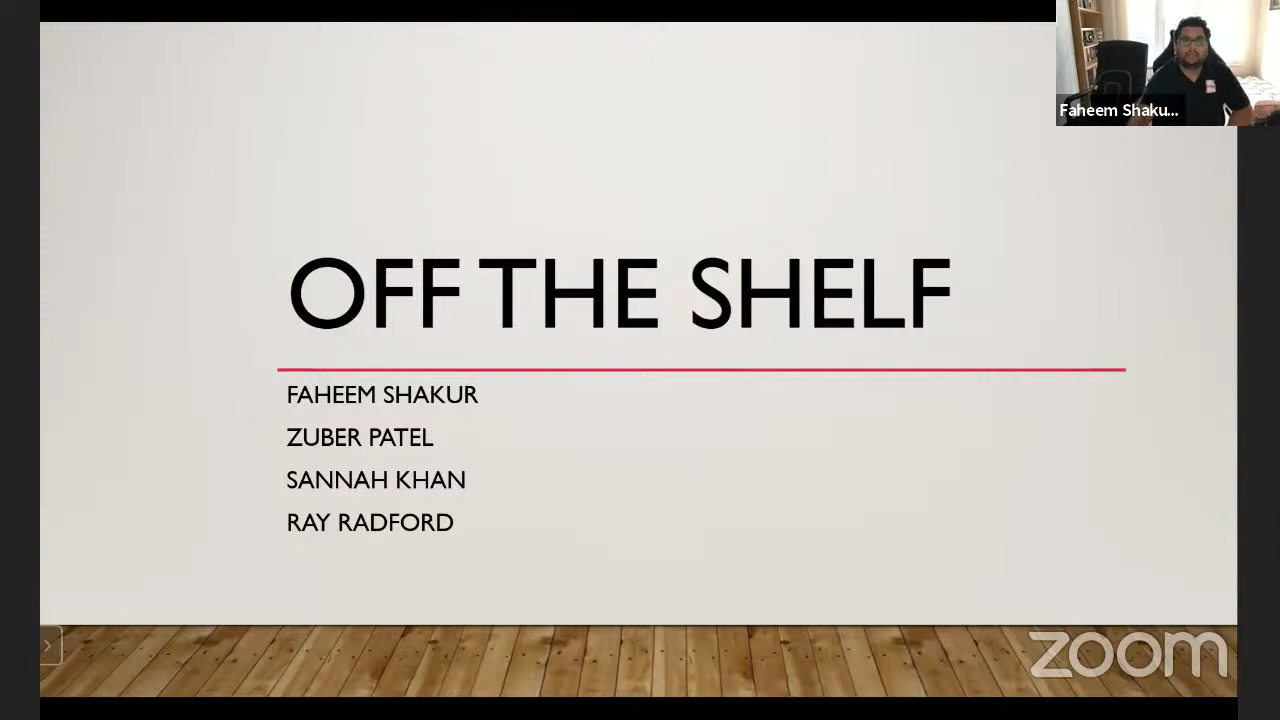 Faheem Shaku...
OFF THE SHELF
FAHEEM SHAKUR
ZUBER PATEL
SANNAH KHAN
RAY RADFORD
zoom